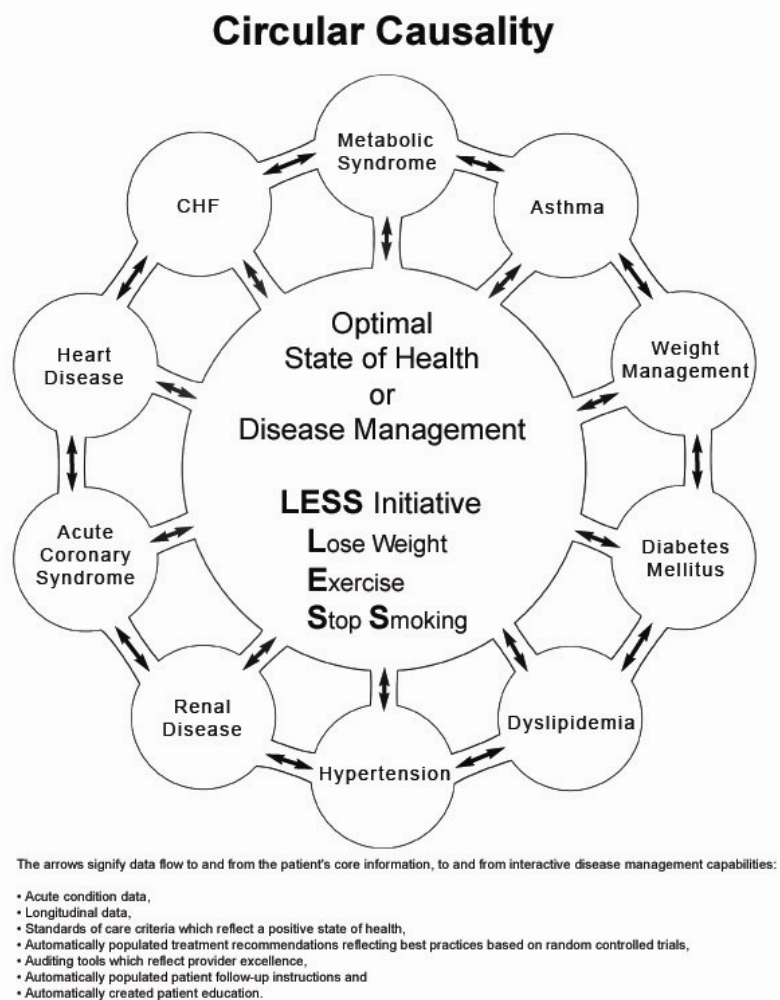 Circular Causality
Metabolic
Syndrome
CHF
Asthma
Heart
Disease
Weight
Management
Optimal
State of Health
or
Disease Management
LESS Initiative
Lose Weight
Exercise
Stop Smoking
Acute
Coronary
Syndrome
Diabetes
Mellitus
Renal
Disease
Dyslipidemia
Hypertension
The arrows signify data flow to and from the patient's core information, to and from interactive disease management capabilities:
• Acute condition data,
• Longitudinal data,
• Standards of care criteria which reflect a positive state of health,
• Automatically populated treatment recommendations reflecting best practices based on random controlled trials,
• Auditing tools which reflect provider excellence,
• Automatically populated patient follow-up instructions and
• Automatically created patient education.